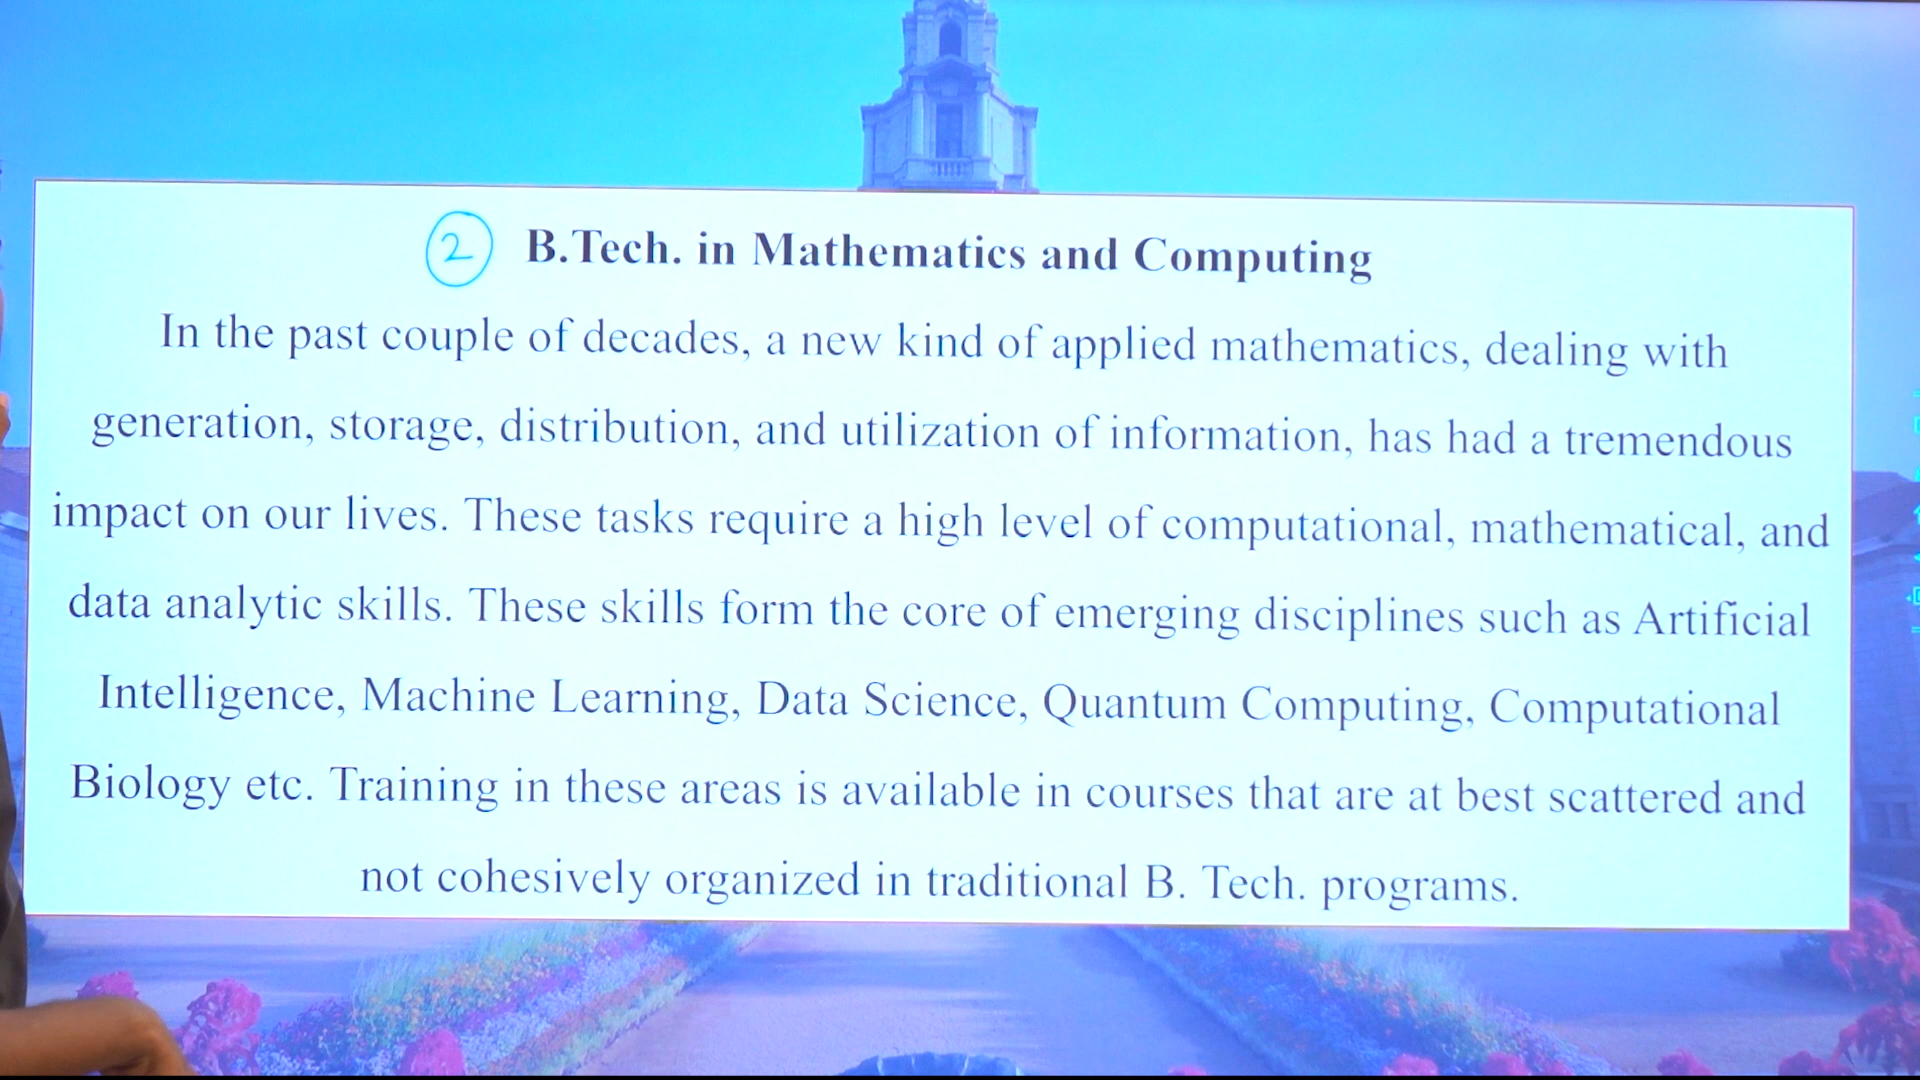 2 B.Tech. in Mathematics and Computing
In the past couple of decades, a new kind of applied mathematics, dealing with
generation, storage, distribution, and utilization of information, has had a tremendous
impact on our lives. These tasks require a high level of computational, mathematical, and
data analytic skills. These skills form the core of emerging disciplines such as Artificial
Intelligence, Machine Learning, Data Science, Quantum Computing, Computational
Biology etc. Training in these areas is available in courses that are at best scattered and
not cohesively organized in traditional B. Tech. programs.